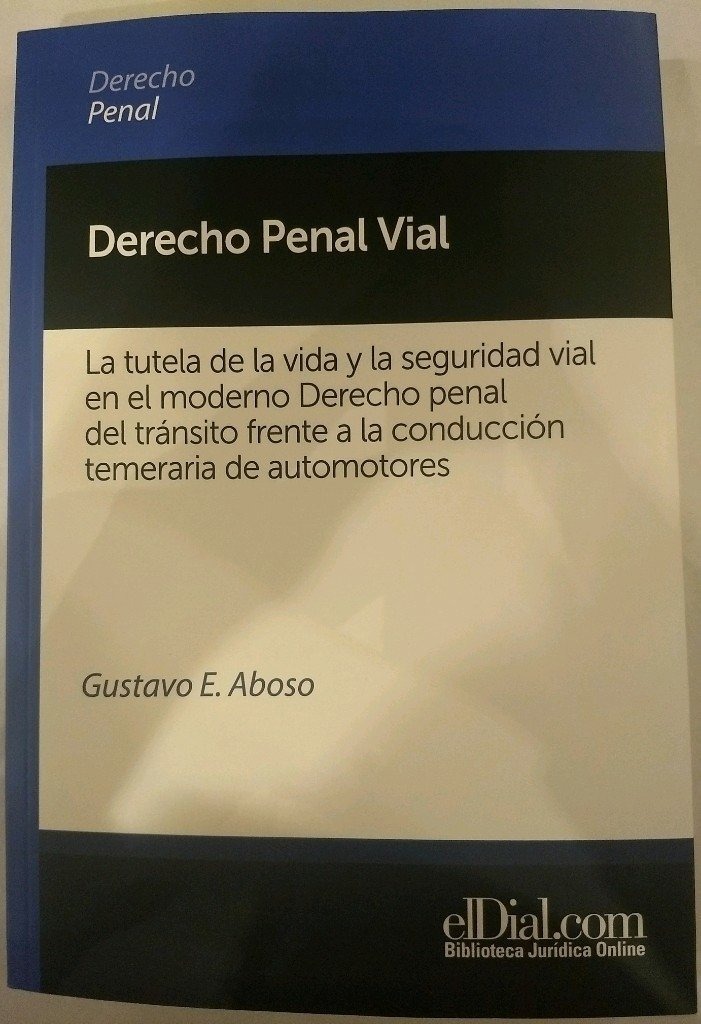 Derecho
Penal
Derecho Penal Vial
La tutela de la vida y la seguridad vial
en el moderno Derecho penal
del tránsito frente a la conducción
temeraria de automotores
Gustavo E. Aboso
elDial.com
Biblioteca Jurídica Online